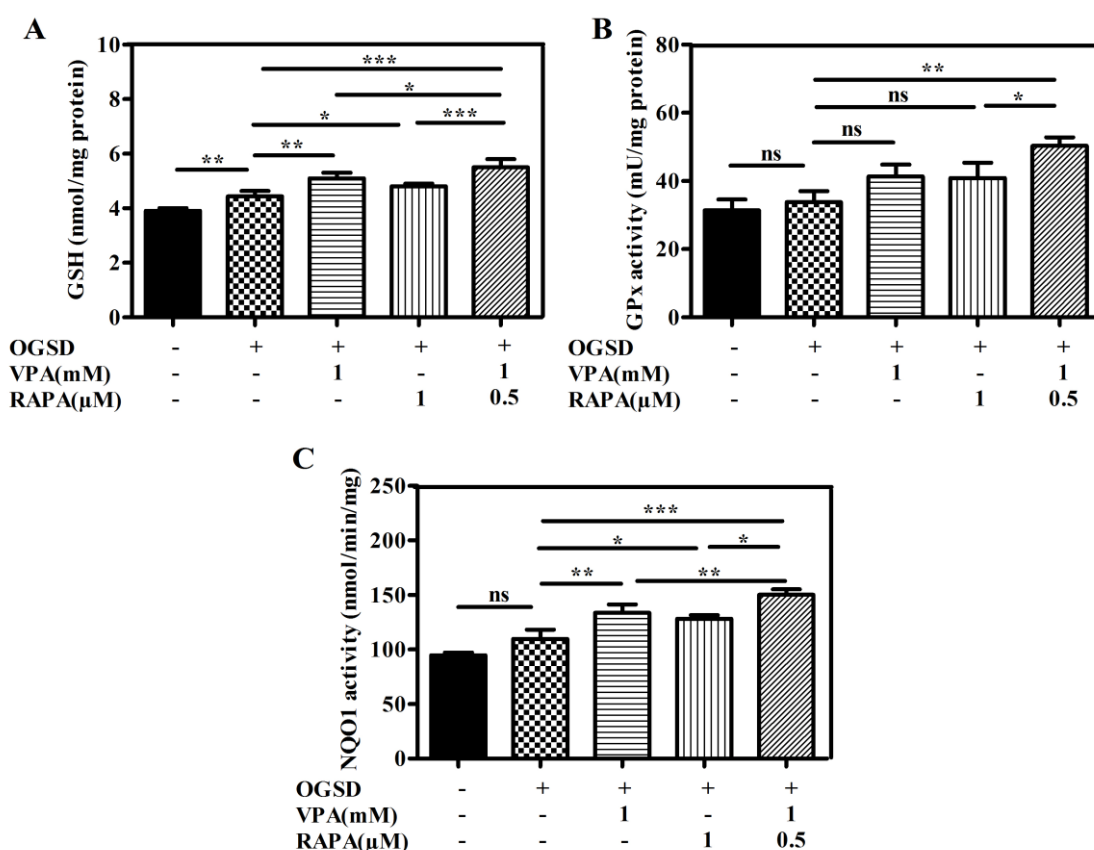 A
GSH (nmol/mg protein)
10
8
6
4
2
0
***
*
*
***
**
**
OGSD - + + + +
VPA(mM) - - 1 - 1
RAPA(μM) - - - 1 0.5
B
GPx activity (mU/mg protein)
80
60
40
20
0
**
ns
*
ns
ns
OGSD - + + + +
VPA(mM) - - 1 - 1
RAPA(μM) - - - 1 0.5
C
NQO1 activity (nmol/min/mg)
250
200
150
100
50
0
***
*
*
**
**
ns
OGSD - + + + +
VPA(mM) - - 1 - 1
RAPA(μM) - - - 1 0.5